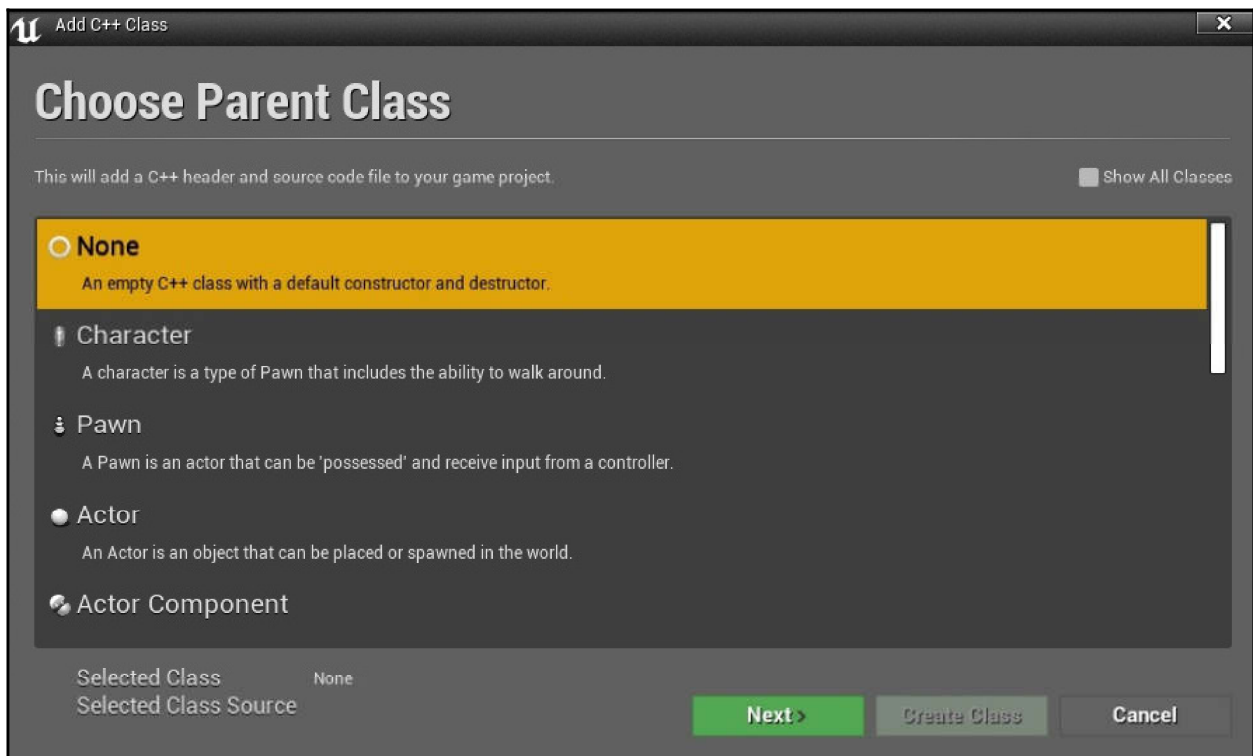 Add C++ Class
Choose Parent Class
This will add a C++ header and source code file to your game project.
Show All Classes
None
An empty C++ class with a default constructor and destructor.
Character
A character is a type of Pawn that includes the ability to walk around.
Pawn
A Pawn is an actor that can be 'possessed' and receive input from a controller.
Actor
An Actor is an object that can be placed or spawned in the world.
Actor Component
Selected Class None
Selected Class Source
Next >
Create Class
Cancel